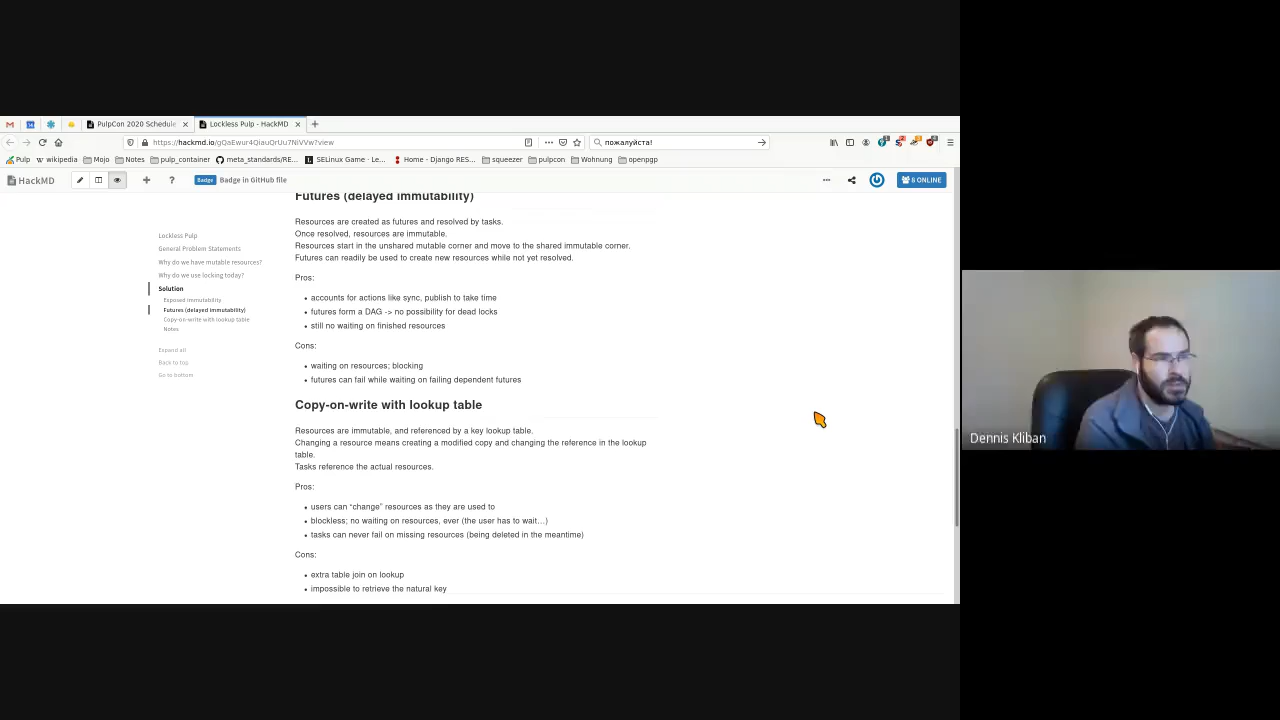 PulpCon 2020 Schedule
Lockless Pulp - HackMD
https://hackmd.io/gQaEwur4QiauQrUu7NiVVw?view
пожалуйста!
Pulp
wikipedia
Mojo
Notes
pulp_container
meta_standards/RE...
SELinux Game - Le...
Home - Django RES...
squeezer
pulpcon
Wohnung
openpgp
HackMD
Badge
Badge in GitHub file
8 ONLINE
Lockless Pulp
General Problem Statements
Why do we have mutable resources?
Why do we use locking today?
Solution
Exposed immutability
Futures (delayed immutability)
Copy-on-write with lookup table
Notes
Expand all
Back to top
Go to bottom
Futures (delayed immutability)
Resources are created as futures and resolved by tasks.
Once resolved, resources are immutable.
Resources start in the unshared mutable corner and move to the shared immutable corner.
Futures can readily be used to create new resources while not yet resolved.
Pros:
• accounts for actions like sync, publish to take time
• futures form a DAG -> no possibility for dead locks
• still no waiting on finished resources
Cons:
• waiting on resources; blocking
• futures can fail while waiting on failing dependent futures
Copy-on-write with lookup table
Resources are immutable, and referenced by a key lookup table.
Changing a resource means creating a modified copy and changing the reference in the lookup
table.
Tasks reference the actual resources.
Pros:
• users can “change” resources as they are used to
• blockless; no waiting on resources, ever (the user has to wait…)
• tasks can never fail on missing resources (being deleted in the meantime)
Cons:
• extra table join on lookup
• impossible to retrieve the natural key
Dennis Kliban